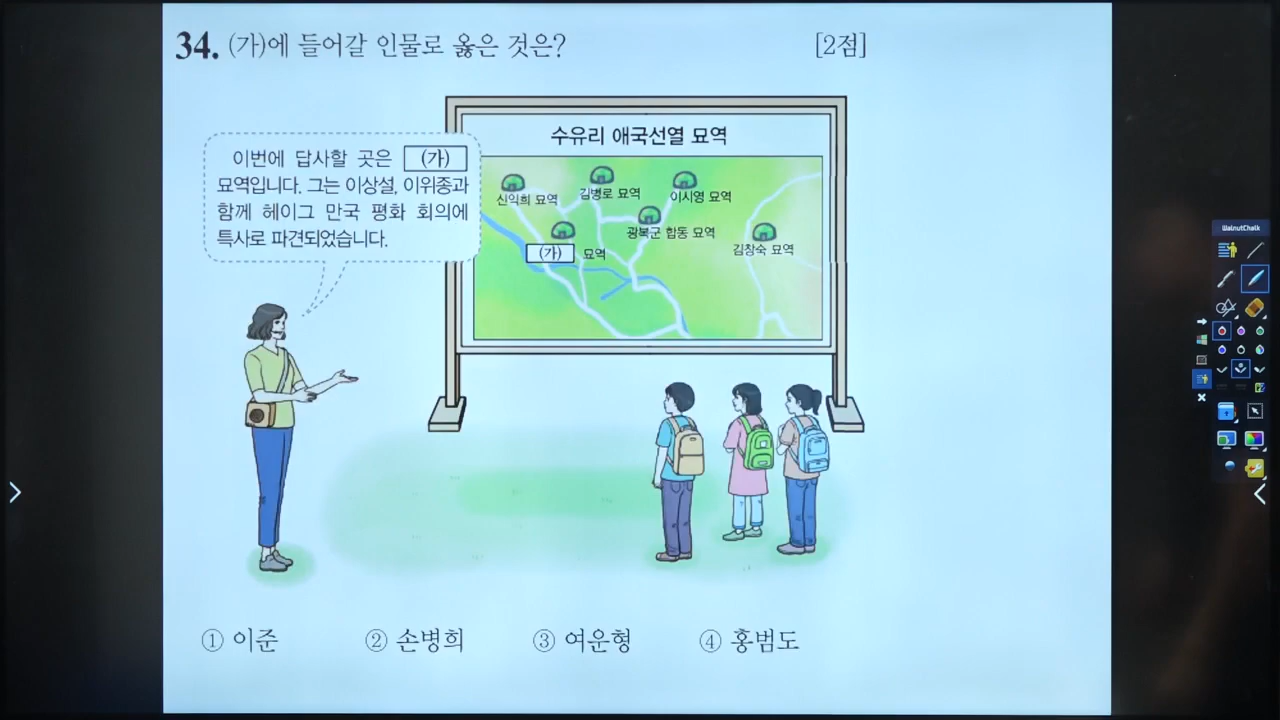 34. (가)에 들어갈 인물로 옳은 것은? [2점]
이번에 답사할 곳은 (가)
묘역입니다. 그는 이상설, 이위종과
함께 헤이그 만국 평화 회의에
특사로 파견되었습니다.
수유리 애국선열 묘역
신익희 묘역
김병로 묘역
이시영 묘역
광복군 합동 묘역
(가) 묘역
김창숙 묘역
① 이준 ② 손병희 ③ 여운형 ④ 홍범도
WalnutChalk